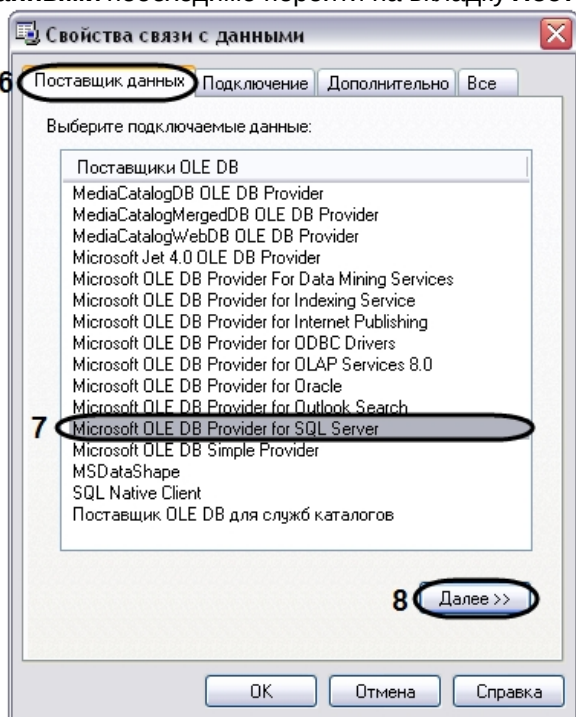 необходимо перейти на вкладку
Свойства связи с данными
6 Поставщик данных Подключение Дополнительно Все
Выберите подключаемые данные:
Поставщики OLE DB
MediaCatalogDB OLE DB Provider
MediaCatalogMergedDB OLE DB Provider
MediaCatalogWebDB OLE DB Provider
Microsoft Jet 4.0 OLE DB Provider
Microsoft OLE DB Provider For Data Mining Services
Microsoft OLE DB Provider for Indexing Service
Microsoft OLE DB Provider for Internet Publishing
Microsoft OLE DB Provider for ODBC Drivers
Microsoft OLE DB Provider for OLAP Services 8.0
Microsoft OLE DB Provider for Oracle
Microsoft OLE DB Provider for Outlook Search
7 Microsoft OLE DB Provider for SQL Server
Microsoft OLE DB Simple Provider
MSDataShape
SQL Native Client
Поставщик OLE DB для служб каталогов
8 Далее >>
OK Отмена Справка